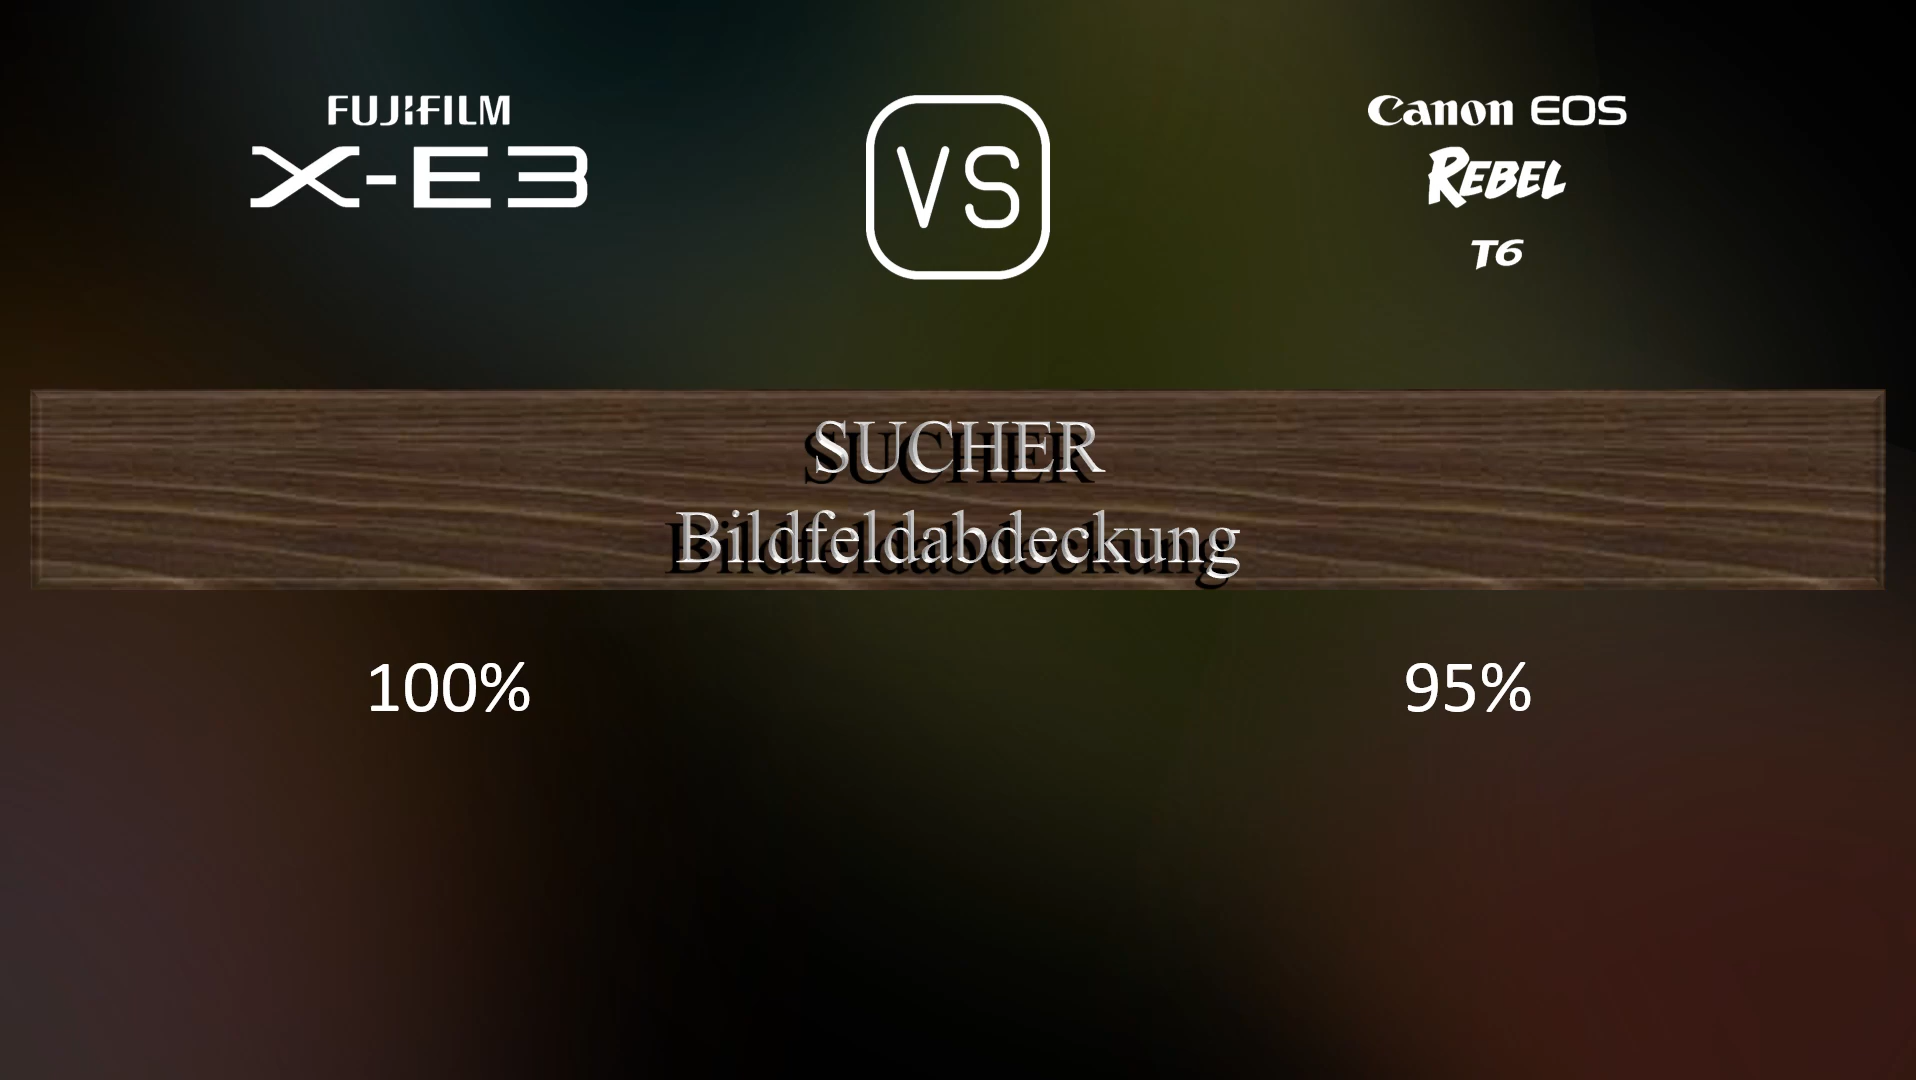 FUJIFILM
X-E3
VS
Canon EOS
REBEL
T6
SUCHER
Bildfeldabdeckung
100%
95%